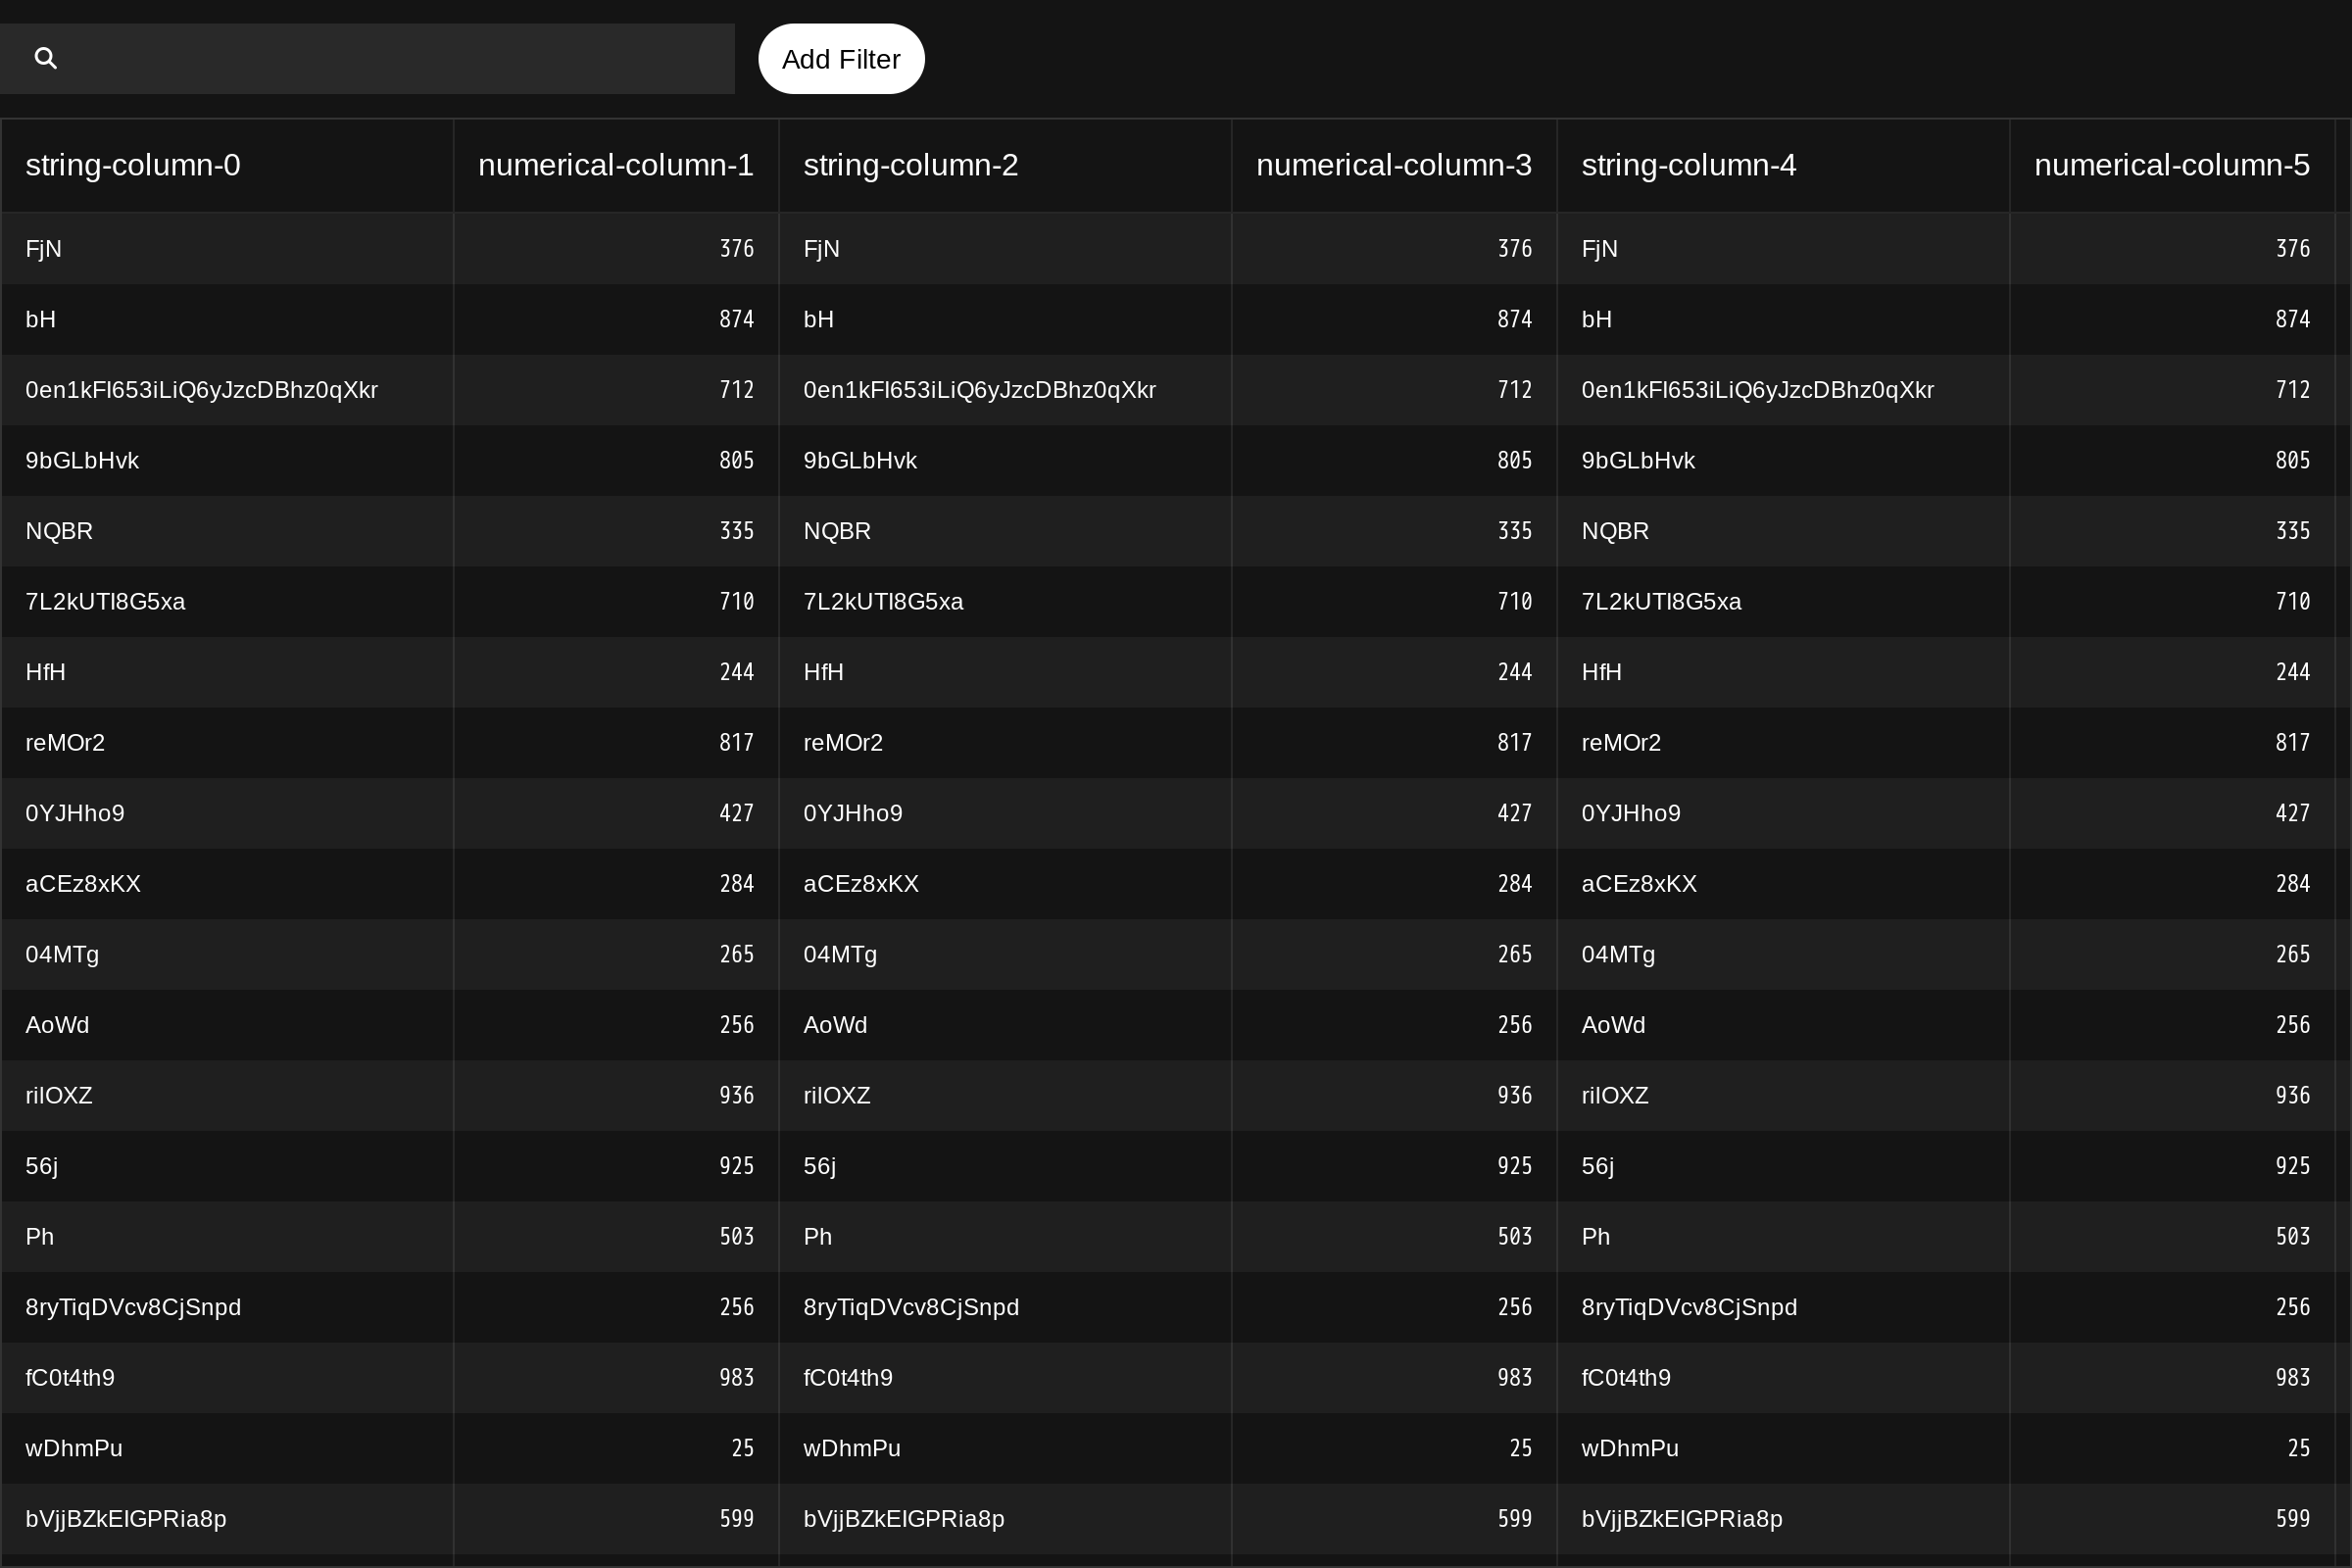 Add Filter
string-column-0 numerical-column-1 string-column-2 numerical-column-3 string-column-4 numerical-column-5
FjN 376 FjN 376 FjN 376
bH 874 bH 874 bH 874
0en1kFl653iLiQ6yJzcDBhz0qXkr 712 0en1kFl653iLiQ6yJzcDBhz0qXkr 712 0en1kFl653iLiQ6yJzcDBhz0qXkr 712
9bGLbHvk 805 9bGLbHvk 805 9bGLbHvk 805
NQBR 335 NQBR 335 NQBR 335
7L2kUTl8G5xa 710 7L2kUTl8G5xa 710 7L2kUTl8G5xa 710
HfH 244 HfH 244 HfH 244
reMOr2 817 reMOr2 817 reMOr2 817
0YJHho9 427 0YJHho9 427 0YJHho9 427
aCEz8xKX 284 aCEz8xKX 284 aCEz8xKX 284
04MTg 265 04MTg 265 04MTg 265
AoWd 256 AoWd 256 AoWd 256
rilOXZ 936 rilOXZ 936 rilOXZ 936
56j 925 56j 925 56j 925
Ph 503 Ph 503 Ph 503
8ryTiqDVcv8CjSnpd 256 8ryTiqDVcv8CjSnpd 256 8ryTiqDVcv8CjSnpd 256
fC0t4th9 983 fC0t4th9 983 fC0t4th9 983
wDhmPu 25 wDhmPu 25 wDhmPu 25
bVjjBZkElGPRia8p 599 bVjjBZkElGPRia8p 599 bVjjBZkElGPRia8p 599